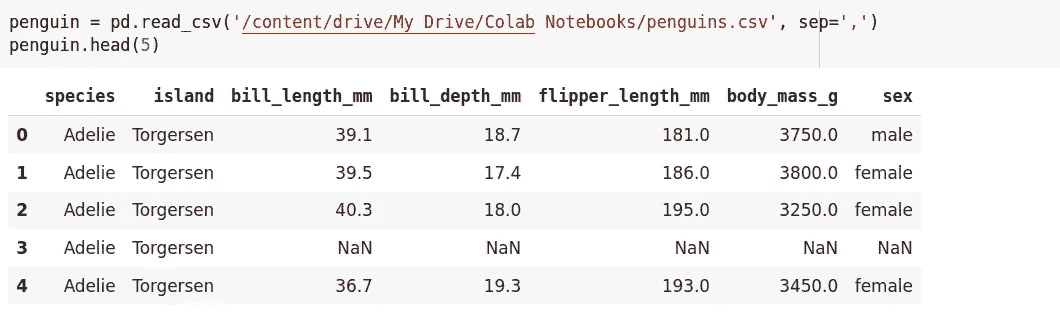 penguin = pd.read_csv('/content/drive/My Drive/Colab Notebooks/penguins.csv', sep=',')
penguin.head(5)
species island bill_length_mm bill_depth_mm flipper_length_mm body_mass_g sex
0 Adelie Torgersen 39.1 18.7 181.0 3750.0 male
1 Adelie Torgersen 39.5 17.4 186.0 3800.0 female
2 Adelie Torgersen 40.3 18.0 195.0 3250.0 female
3 Adelie Torgersen NaN NaN NaN NaN NaN
4 Adelie Torgersen 36.7 19.3 193.0 3450.0 female